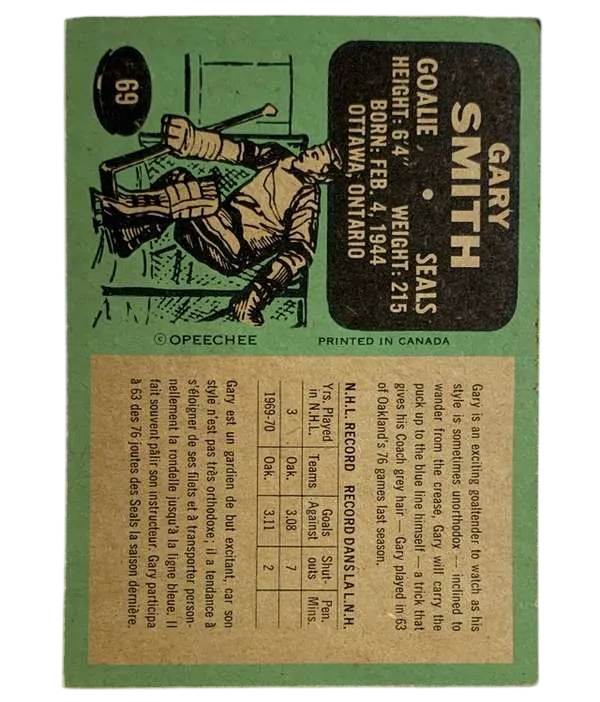 GARY
SMITH
GOALIE, • SEALS
HEIGHT: 6'4" WEIGHT: 215
BORN: FEB. 4, 1944
OTTAWA, ONTARIO
69
© OPEECHEE
PRINTED IN CANADA
Gary is an exciting goaltender to watch as his
style is sometimes unorthodox — inclined to
wander from the crease, Gary will carry the
puck up to the blue line himself — a trick that
gives his Coach grey hair — Gary played in 63
of Oakland's 76 games last season.
N.H.L. RECORD RECORD DANS LA L.N.H.
Yrs. Played Goals Shut- Pen.
in N.H.L. Teams Against outs Mins.
3 Oak. 3.08 7
1969-70 Oak. 3.11 2
Gary est un gardien de but excitant, car son
style n'est pas très orthodoxe; il a tendance à
s'éloigner de ses filets et à transporter person-
nellement la rondelle jusqu'à la ligne bleue. Il
fait souvent pâlir son instructeur. Gary participa
à 63 des 76 joutes des Seals la saison dernière.